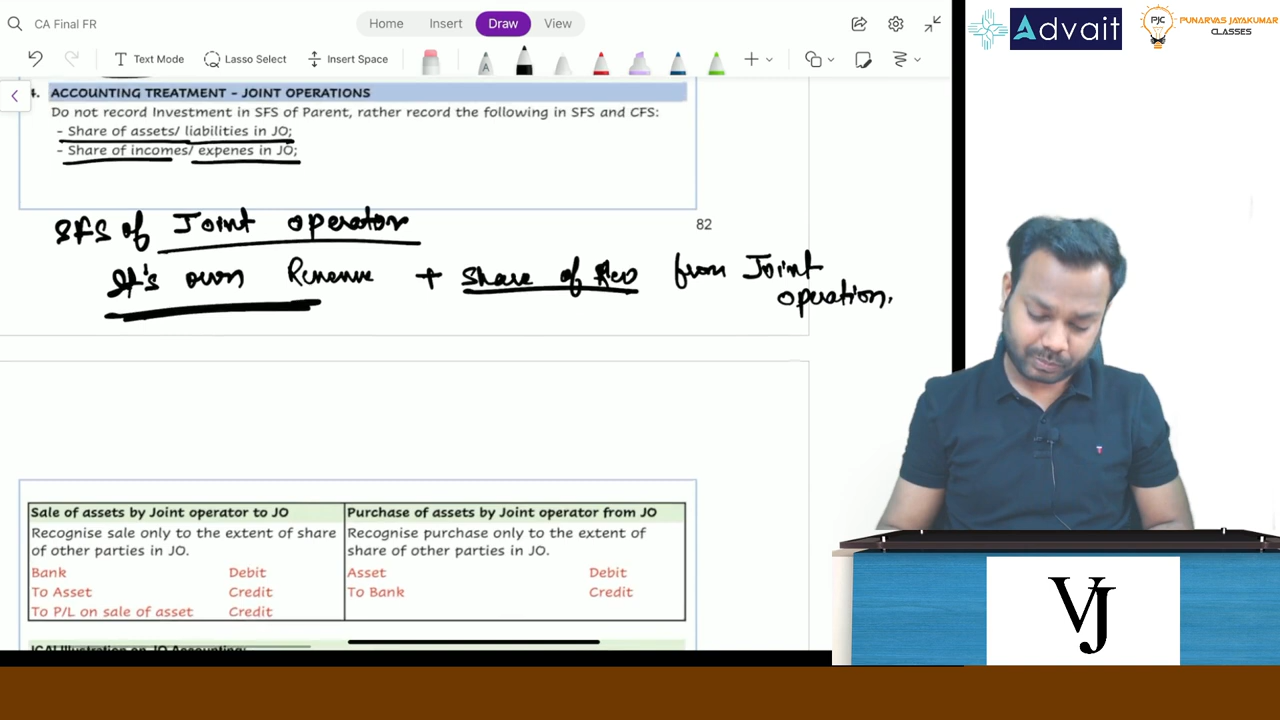 CA Final FR
Home Insert Draw View
Advait
PJC
PUNARVAS JAYAKUMAR
CLASSES
Text Mode Lasso Select Insert Space
4. ACCOUNTING TREATMENT - JOINT OPERATIONS
Do not record Investment in SFS of Parent, rather record the following in SFS and CFS:
- Share of assets/ liabilities in JO;
- Share of incomes/ expenes in JO;
SFS of Joint operator
82
It's own Revenue + Share of Rev from Joint
operation.
Sale of assets by Joint operator to JO
Recognise sale only to the extent of share
of other parties in JO.
Bank Debit
To Asset Credit
To P/L on sale of asset Credit
Purchase of assets by Joint operator from JO
Recognise purchase only to the extent of
share of other parties in JO.
Asset Debit
To Bank Credit
ICAI Illustration on JO Accounting:
VJ